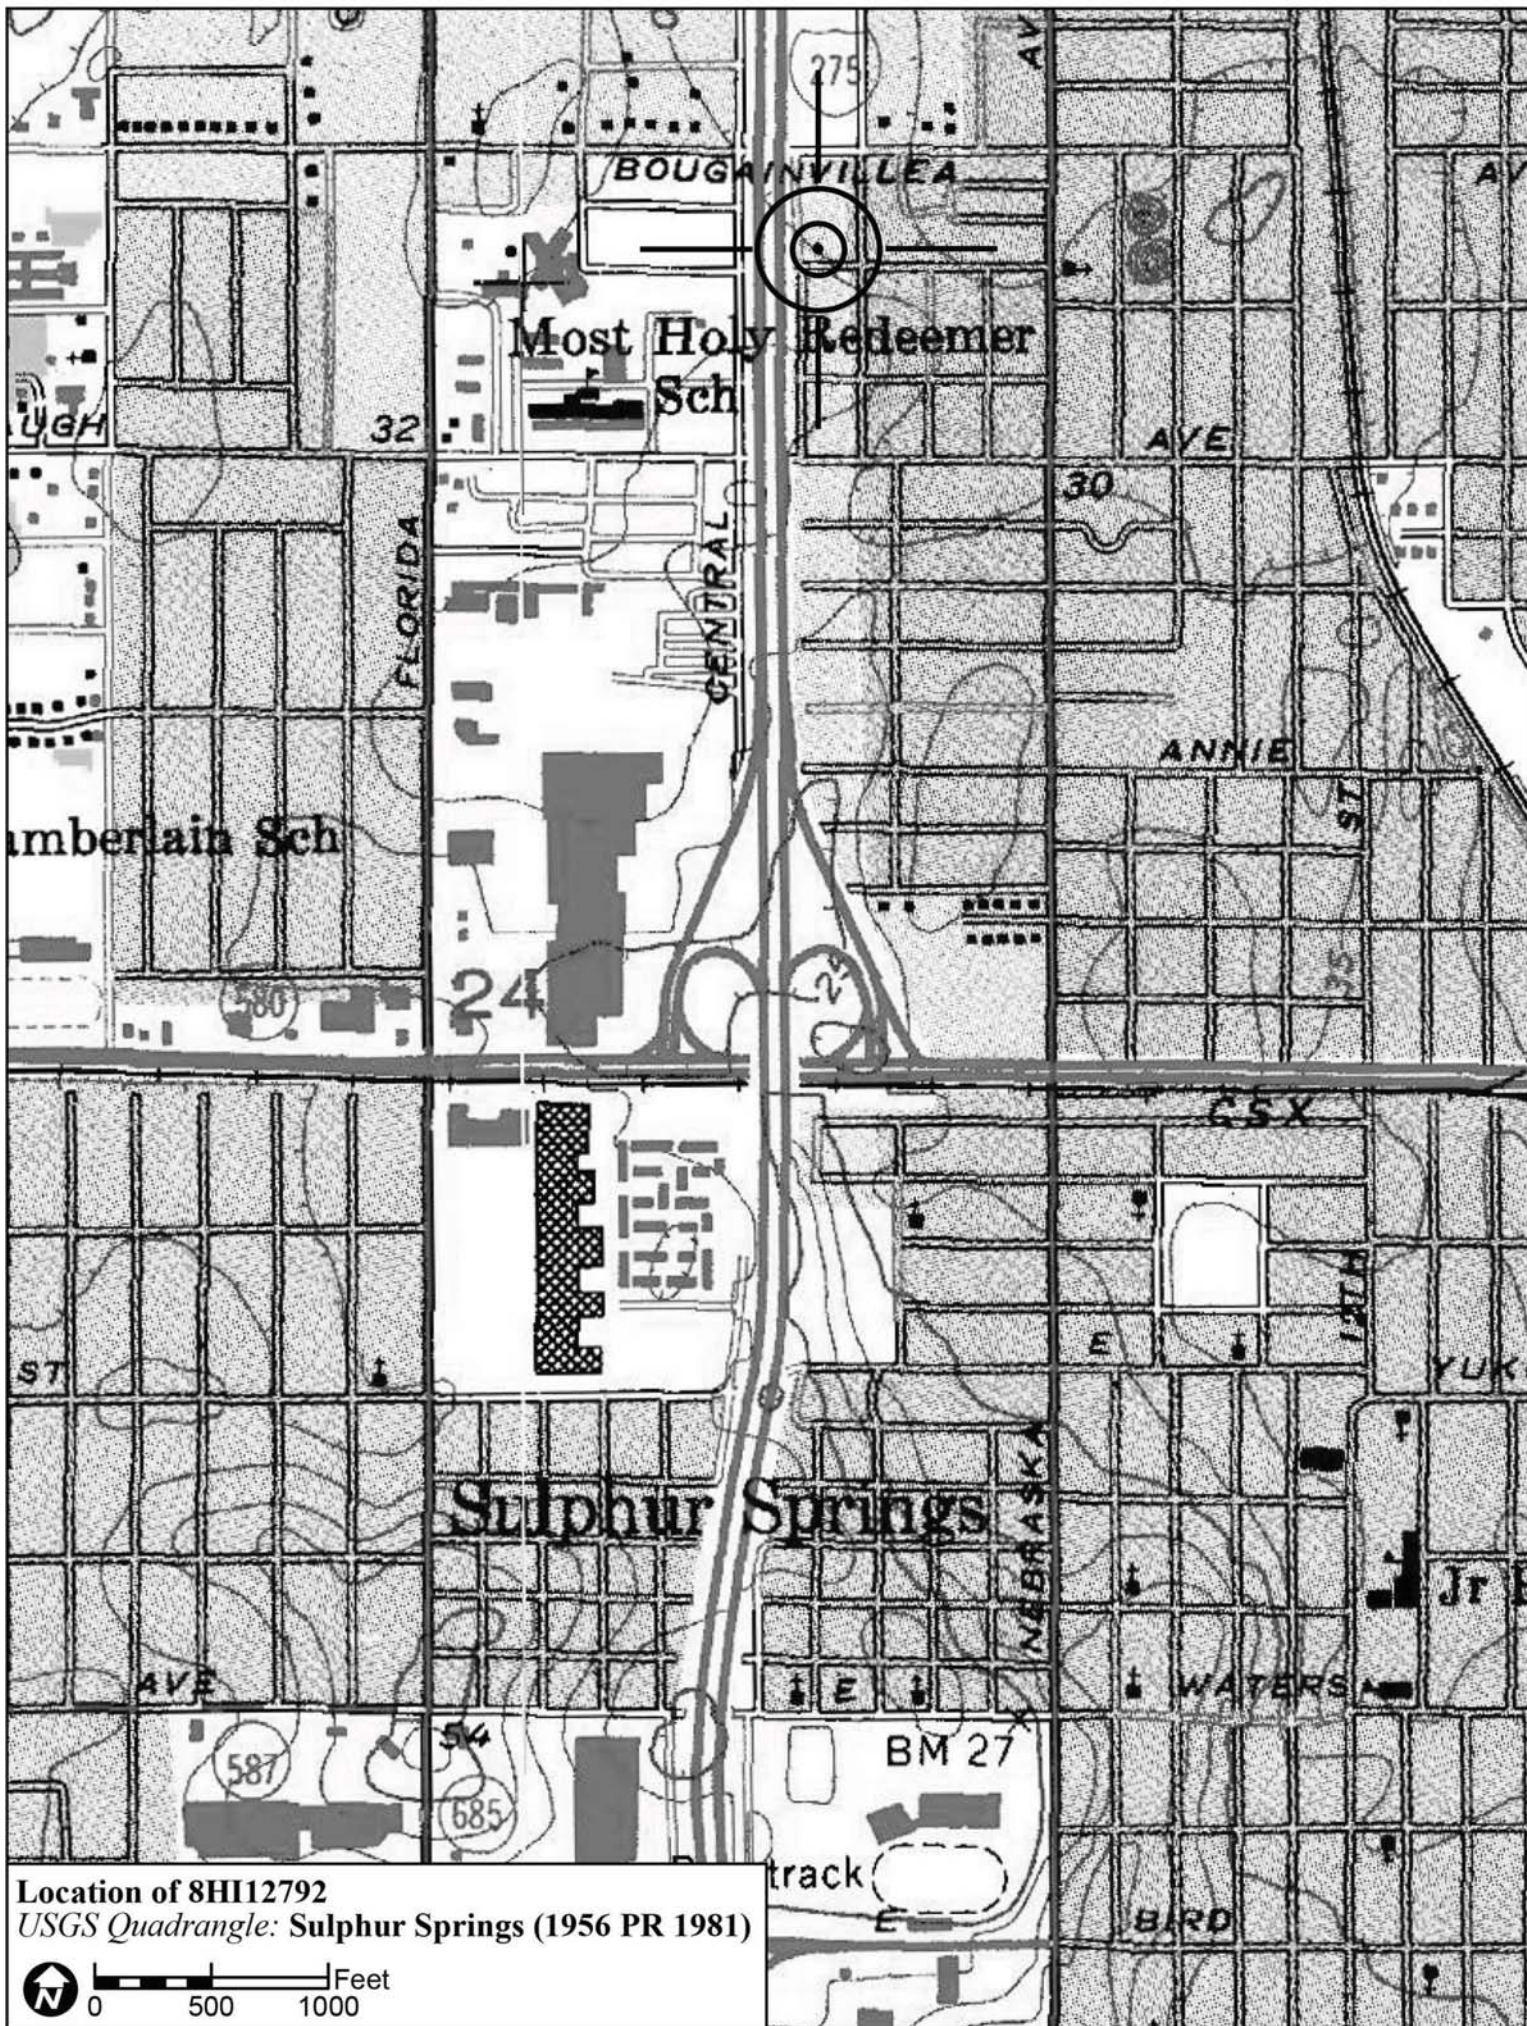 AV
275
BOUGAINVILLEA
AV
Most Holy Redeemer
Sch
UGH
32
AVE
30
FLORIDA
CENTRAL
ANNIE
ST
amberlain Sch
24
25
35
580
CSX
12TH
E
ST
YUK
Sulphur Springs
NEBRASKA
Jr
AVE
E
WATERS
54
BM 27
587
685
track
E
BIRD
Location of 8HI12792
USGS Quadrangle: Sulphur Springs (1956 PR 1981)
N
Feet
0 500 1000